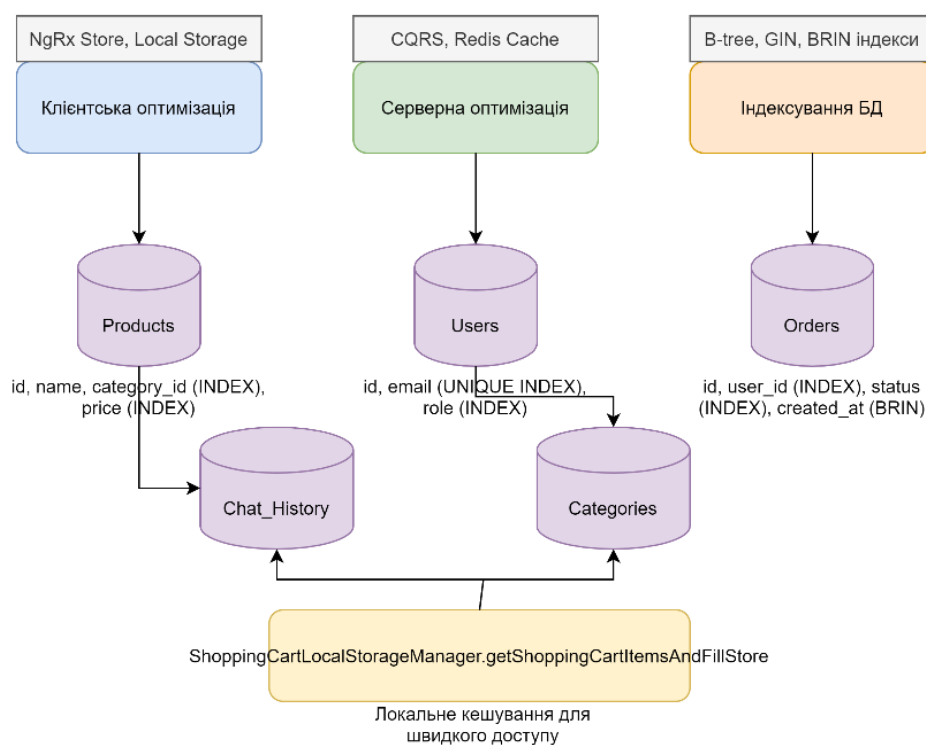 NgRx Store, Local Storage
CQRS, Redis Cache
B-tree, GIN, BRIN індекси
Клієнтська оптимізація
Серверна оптимізація
Індексування БД
Products
Users
Orders
id, name, category_id (INDEX),
price (INDEX)
id, email (UNIQUE INDEX),
role (INDEX)
id, user_id (INDEX), status
(INDEX), created_at (BRIN)
Chat_History
Categories
ShoppingCartLocalStorageManager.getShoppingCartItemsAndFillStore
Локальне кешування для
швидкого доступу